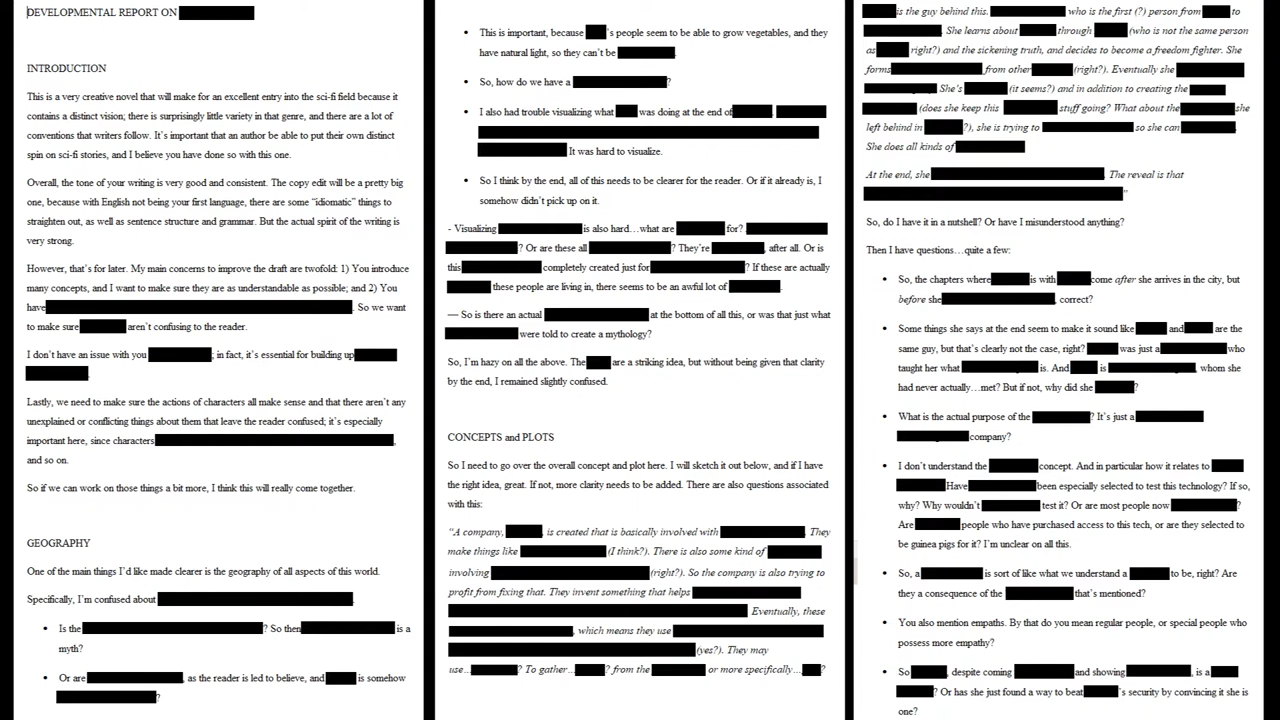 DEVELOPMENTAL REPORT ON
INTRODUCTION
This is a very creative novel that will make for an excellent entry into the sci-fi field because it
contains a distinct vision; there is surprisingly little variety in that genre, and there are a lot of
conventions that writers follow. It's important that an author be able to put their own distinct
spin on sci-fi stories, and I believe you have done so with this one.
Overall, the tone of your writing is very good and consistent. The copy edit will be a pretty big
one, because with English not being your first language, there are some "idiomatic" things to
straighten out, as well as sentence structure and grammar. But the actual spirit of the writing is
very strong.
However, that's for later. My main concerns to improve the draft are twofold: 1) You introduce
many concepts, and I want to make sure they are as understandable as possible; and 2) You
have . So we want
to make sure aren't confusing to the reader.
I don't have an issue with you ; in fact, it's essential for building up
.
Lastly, we need to make sure the actions of characters all make sense and that there aren't any
unexplained or conflicting things about them that leave the reader confused; it's especially
important here, since characters ,
and so on.
So if we can work on those things a bit more, I think this will really come together.
GEOGRAPHY
One of the main things I'd like made clearer is the geography of all aspects of this world.
Specifically, I'm confused about .
• Is the ? So then is a
myth?
• Or are , as the reader is led to believe, and is somehow
?
• This is important, because 's people seem to be able to grow vegetables, and they
have natural light, so they can't be .
• So, how do we have a ?
• I also had trouble visualizing what was doing at the end of .
It was hard to visualize.
• So I think by the end, all of this needs to be clearer for the reader. Or if it already is, I
somehow didn't pick up on it.
- Visualizing is also hard…what are for?
? Or are these all ? They're , after all. Or is
this completely created just for ? If these are actually
these people are living in, there seems to be an awful lot of .
— So is there an actual at the bottom of all this, or was that just what
were told to create a mythology?
So, I'm hazy on all the above. The are a striking idea, but without being given that clarity
by the end, I remained slightly confused.
CONCEPTS and PLOTS
So I need to go over the overall concept and plot here. I will sketch it out below, and if I have
the right idea, great. If not, more clarity needs to be added. There are also questions associated
with this:
"A company, , is created that is basically involved with . They
make things like (I think?). There is also some kind of
involving (right?). So the company is also trying to
profit from fixing that. They invent something that helps
. Eventually, these
, which means they use
(yes?). They may
use… ? To gather… ? from the or more specifically… ?
is the guy behind this. who is the first (?) person from to
. She learns about through (who is not the same person
as right?) and the sickening truth, and decides to become a freedom fighter. She
forms from other (right?). Eventually she
. She's (it seems?) and in addition to creating the
(does she keep this stuff going? What about the she
left behind in ?), she is trying to so she can .
She does all kinds of
At the end, she . The reveal is that
"
So, do I have it in a nutshell? Or have I misunderstood anything?
Then I have questions…quite a few:
• So, the chapters where is with come after she arrives in the city, but
before she , correct?
• Some things she says at the end seem to make it sound like and are the
same guy, but that's clearly not the case, right? was just a who
taught her what is. And is , whom she
had never actually…met? But if not, why did she ?
• What is the actual purpose of the ? It's just a
company?
• I don't understand the concept. And in particular how it relates to
. Have been especially selected to test this technology? If so,
why? Why wouldn't test it? Or are most people now ?
Are people who have purchased access to this tech, or are they selected to
be guinea pigs for it? I'm unclear on all this.
• So, a is sort of like what we understand a to be, right? Are
they a consequence of the that's mentioned?
• You also mention empaths. By that do you mean regular people, or special people who
possess more empathy?
• So , despite coming and showing , is a
? Or has she just found a way to beat 's security by convincing it she is
one?